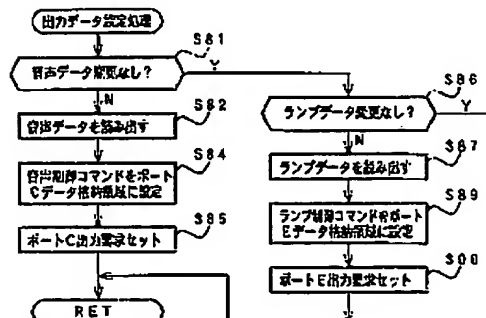 出力データ設定処理
S81
音声データ変更なし?
Y
N
S82
音声データを読み出す
S84
音声制御コマンドをポート
Cデータ格納領域に設定
S85
ポートC出力要求セット
RET
S86
ランプデータ変更なし?
Y
N
S87
ランプデータを読み出す
S89
ランプ制御コマンドをポート
Eデータ格納領域に設定
ポートE出力要求セット